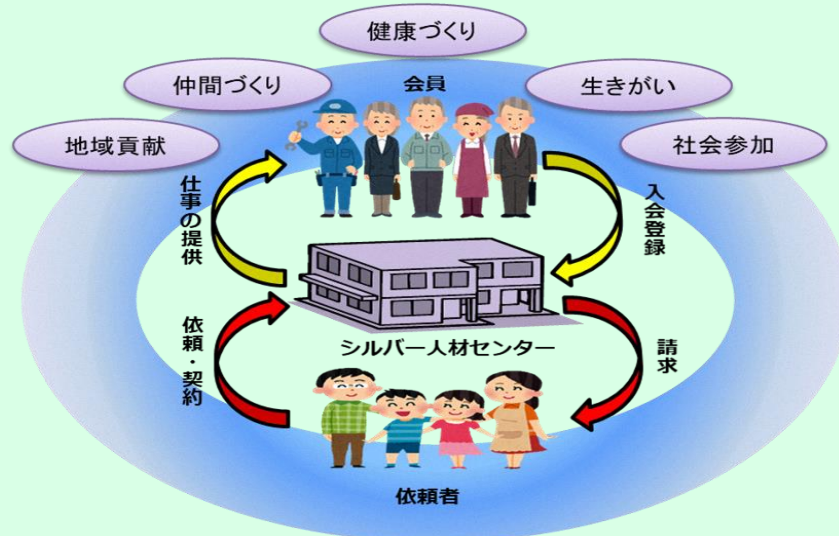 健康づくり
仲間づくり
会員
生きがい
地域貢献
社会参加
仕事の提供
入会登録
シルバー人材センター
依頼・契約
請求
依頼者